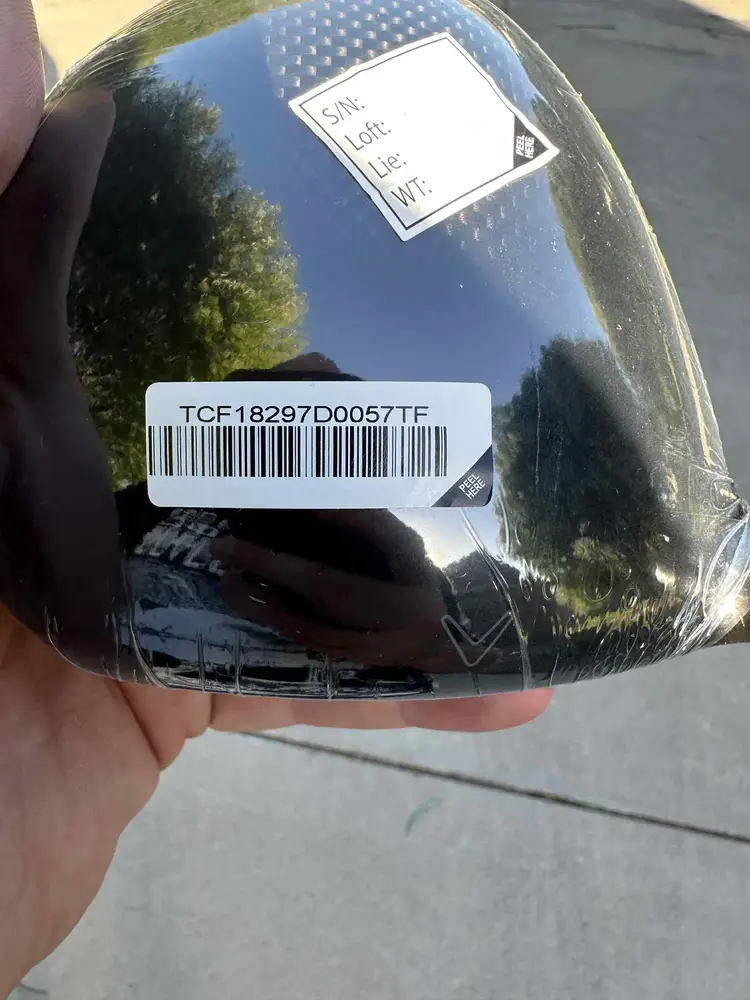 S/N:
Loft:
Lie:
WT:
PEEL
HERE
TCF18297D0057TF
PEEL
HERE